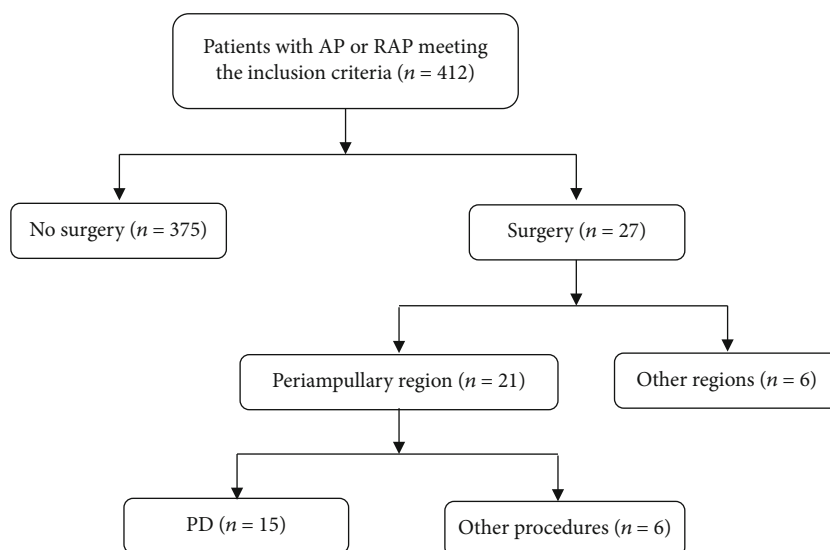 Patients with AP or RAP meeting
the inclusion criteria (n = 412)
No surgery (n = 375)
Surgery (n = 27)
Periampullary region (n = 21)
Other regions (n = 6)
PD (n = 15)
Other procedures (n = 6)